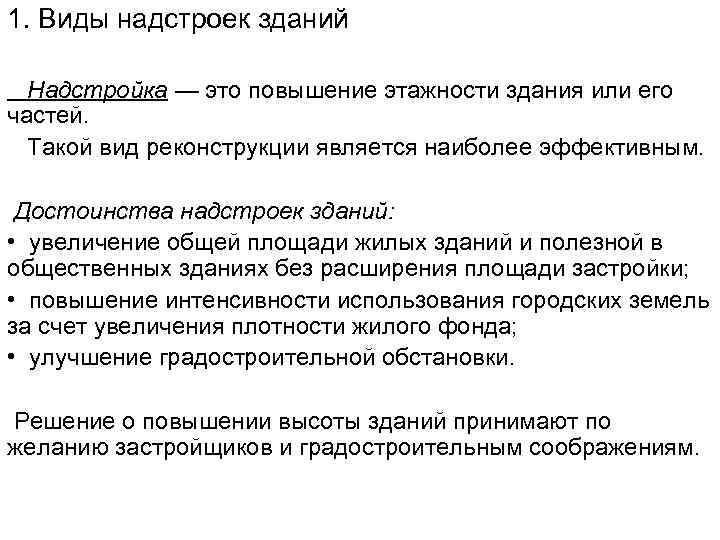 1. Виды надстроек зданий
Надстройка — это повышение этажности здания или его
частей.
Такой вид реконструкции является наиболее эффективным.
Достоинства надстроек зданий:
• увеличение общей площади жилых зданий и полезной в
общественных зданиях без расширения площади застройки;
• повышение интенсивности использования городских земель
за счет увеличения плотности жилого фонда;
• улучшение градостроительной обстановки.
Решение о повышении высоты зданий принимают по
желанию застройщиков и градостроительным соображениям.